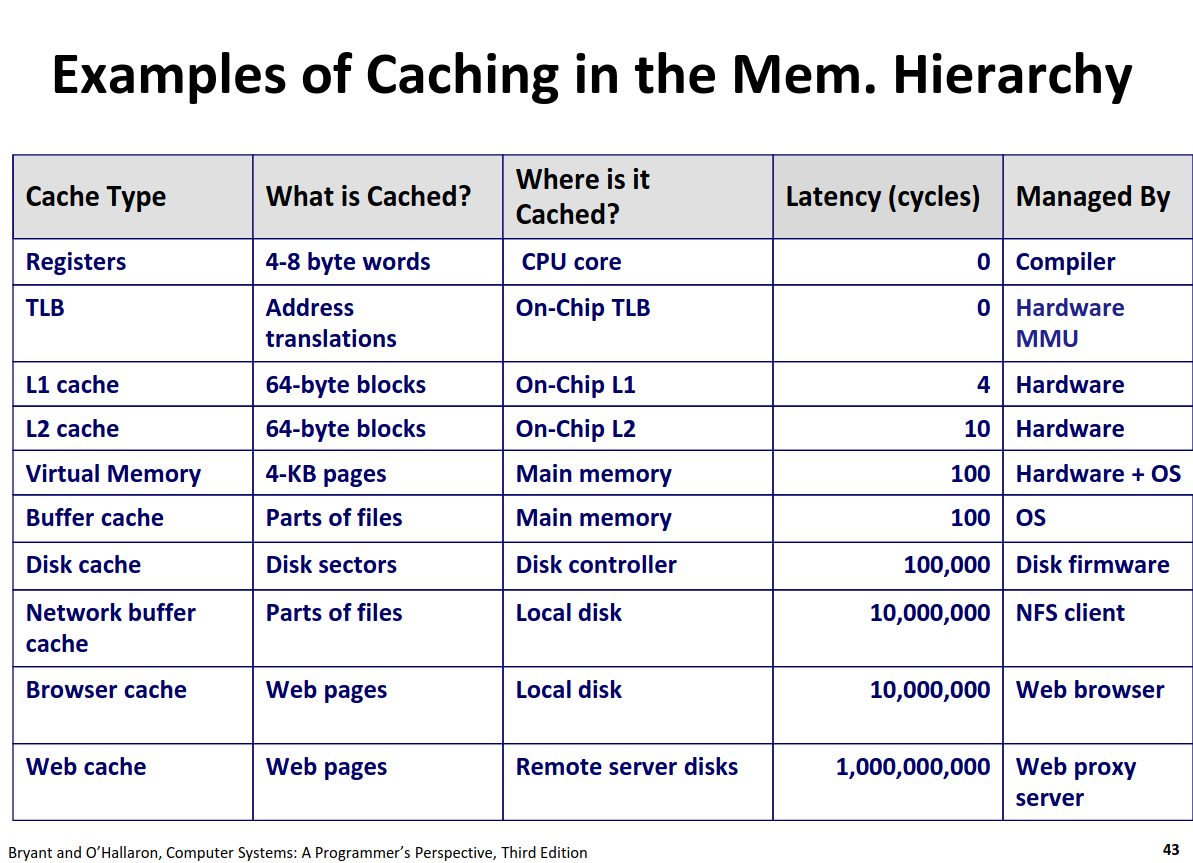 Examples of Caching in the Mem. Hierarchy
Cache Type What is Cached? Where is it Cached? Latency (cycles) Managed By
Registers 4-8 byte words CPU core 0 Compiler
TLB Address translations On-Chip TLB 0 Hardware MMU
L1 cache 64-byte blocks On-Chip L1 4 Hardware
L2 cache 64-byte blocks On-Chip L2 10 Hardware
Virtual Memory 4-KB pages Main memory 100 Hardware + OS
Buffer cache Parts of files Main memory 100 OS
Disk cache Disk sectors Disk controller 100,000 Disk firmware
Network buffer cache Parts of files Local disk 10,000,000 NFS client
Browser cache Web pages Local disk 10,000,000 Web browser
Web cache Web pages Remote server disks 1,000,000,000 Web proxy server
Bryant and O’Hallaron, Computer Systems: A Programmer’s Perspective, Third Edition
43